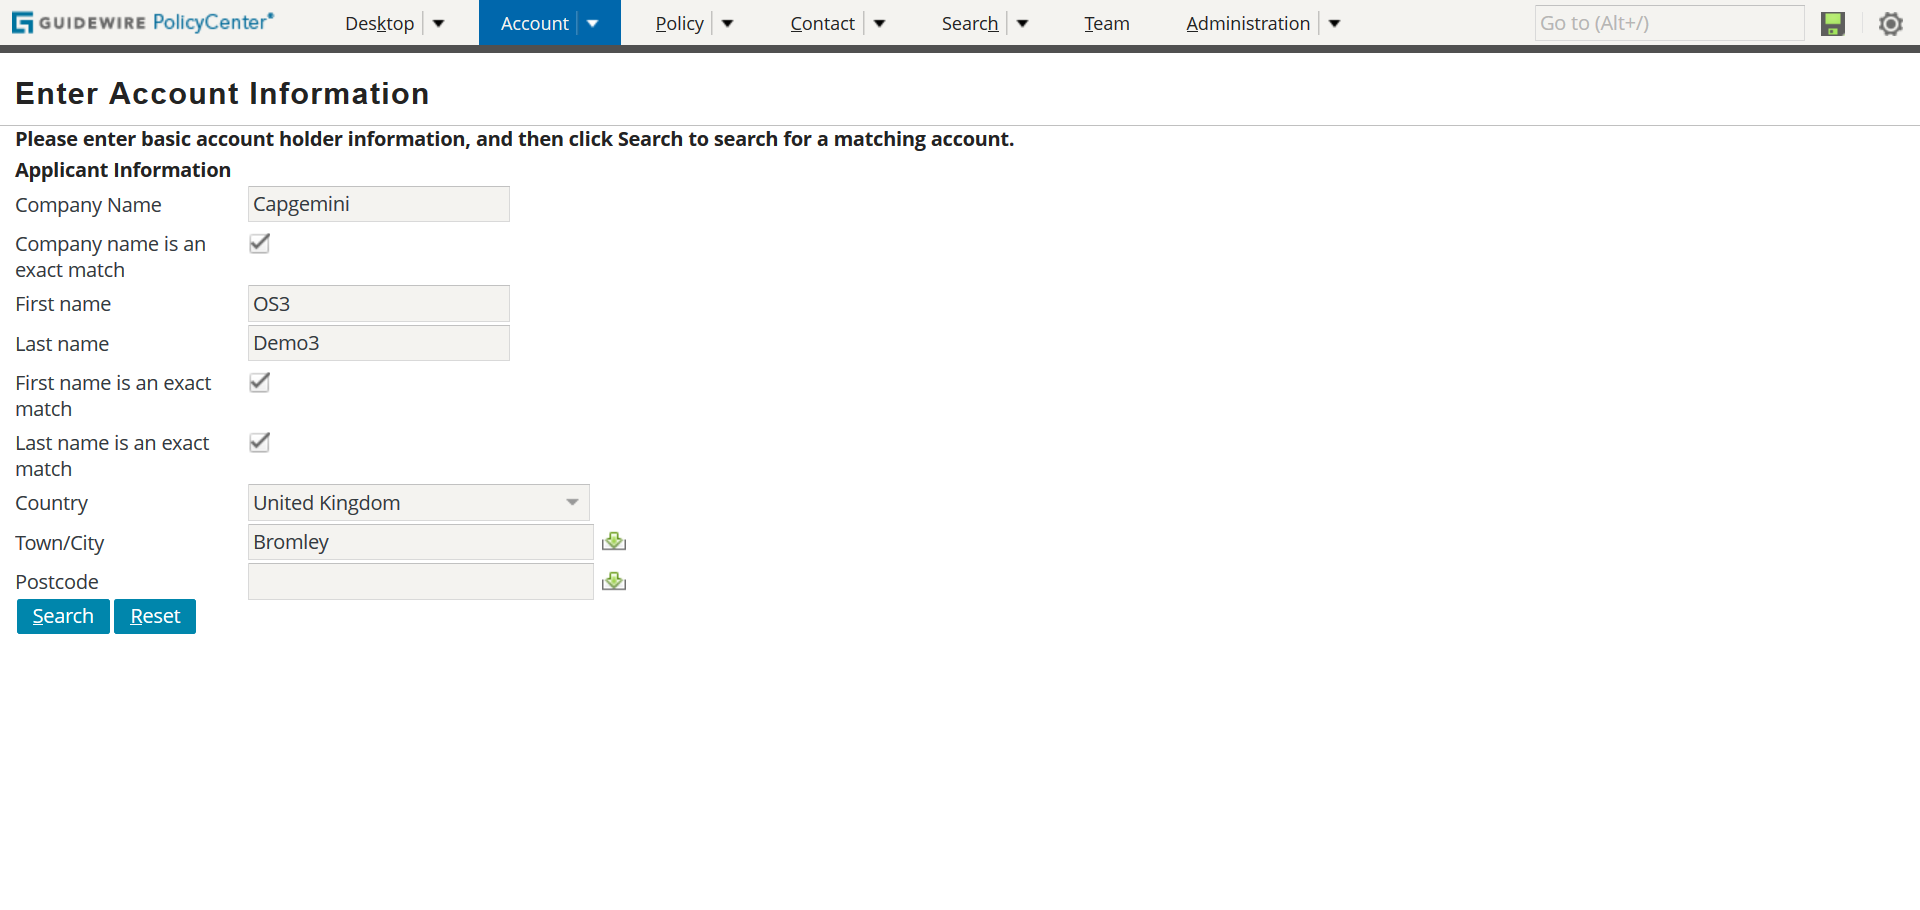 GUIDEWIRE PolicyCenter® Desktop Account Policy Contact Search Team Administration Go to (Alt+/)
Enter Account Information
Please enter basic account holder information, and then click Search to search for a matching account.
Applicant Information
Company Name Capgemini
Company name is an
exact match
First name OS3
Last name Demo3
First name is an exact
match
Last name is an exact
match
Country United Kingdom
Town/City Bromley
Postcode
Search Reset